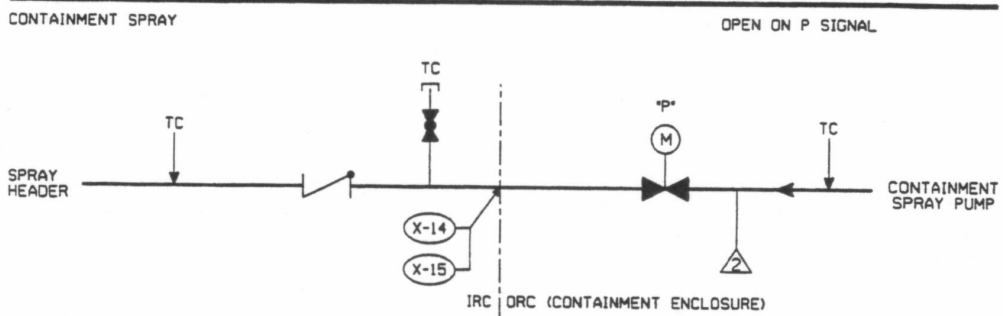 CONTAINMENT SPRAY
OPEN ON P SIGNAL
TC
"P"
TC
M
TC
SPRAY
HEADER
CONTAINMENT
SPRAY PUMP
X-14
2
X-15
IRC ORC (CONTAINMENT ENCLOSURE)